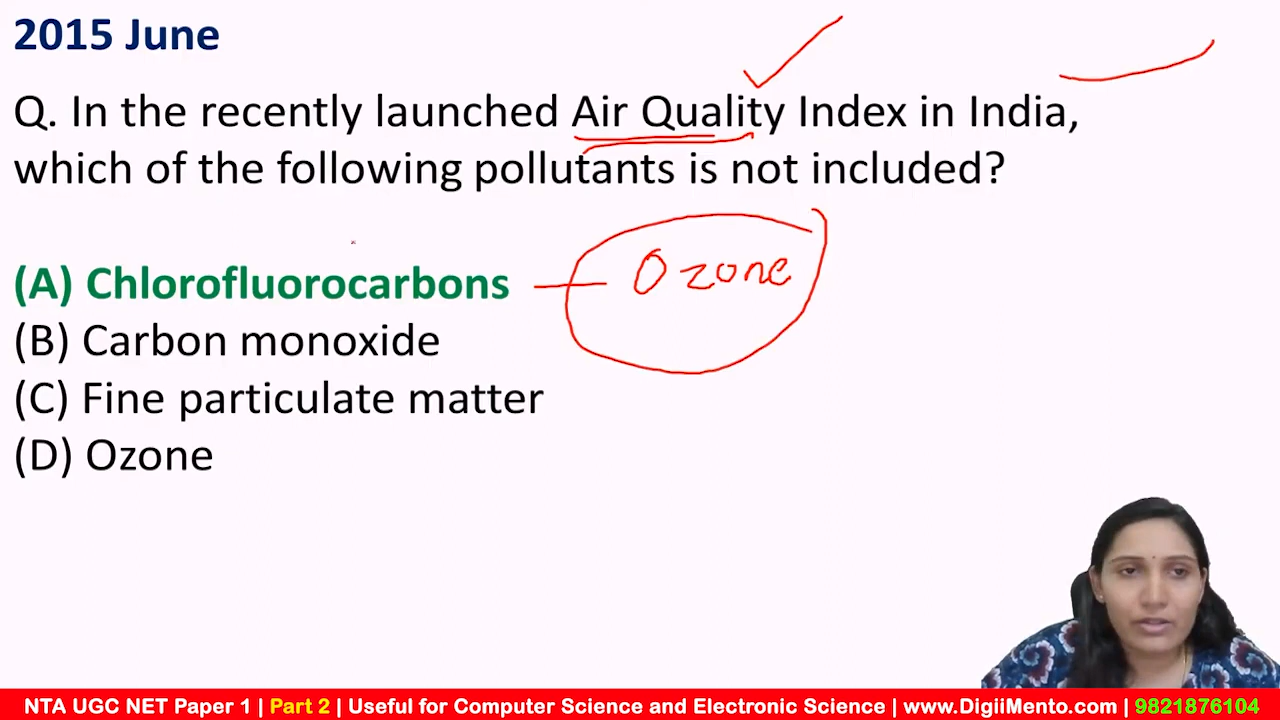 2015 June
Q. In the recently launched Air Quality Index in India,
which of the following pollutants is not included?
(A) Chlorofluorocarbons
Ozone
(B) Carbon monoxide
(C) Fine particulate matter
(D) Ozone
NTA UGC NET Paper 1 | Part 2 | Useful for Computer Science and Electronic Science | www.DigiiMento.com | 9821876104